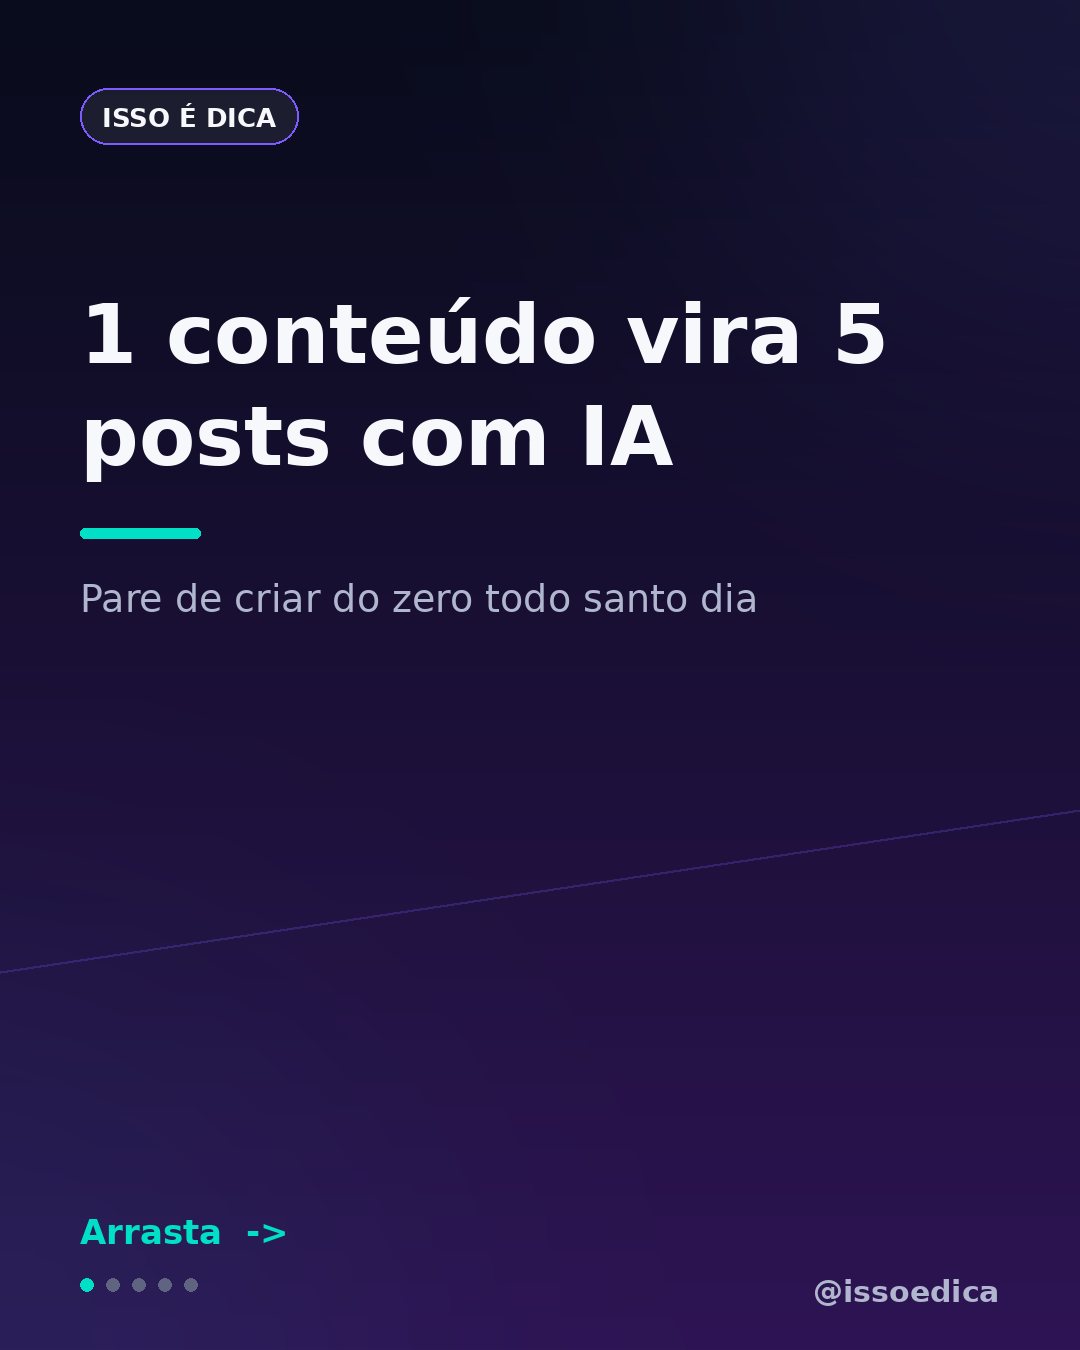 ISSO É DICA
1 conteúdo vira 5
posts com IA
Pare de criar do zero todo santo dia
Arrasta ->
@issoedica